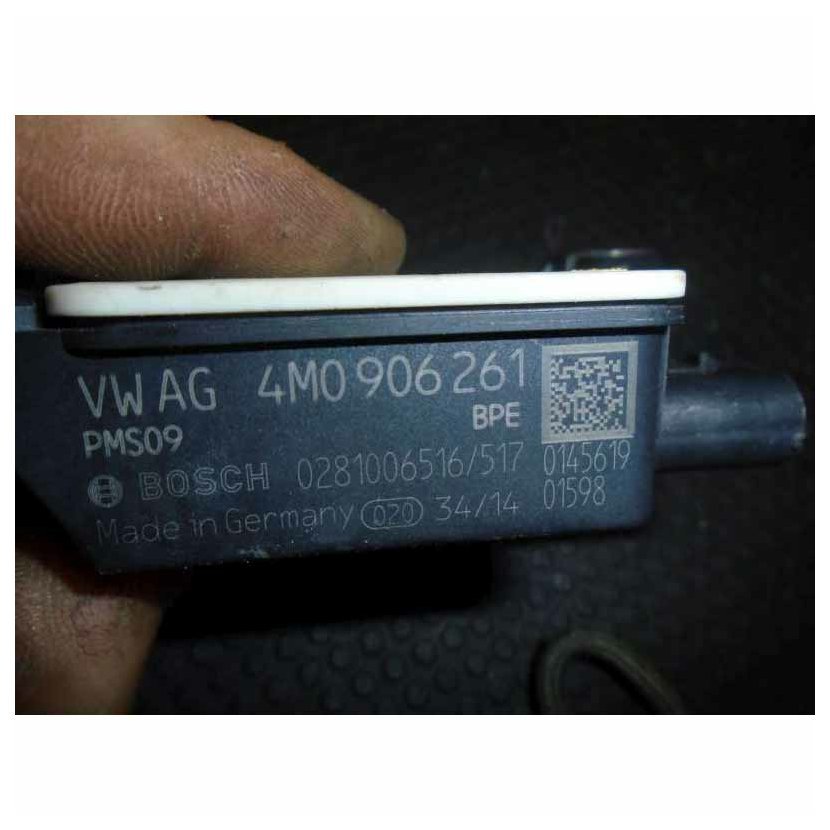 VW AG 4M0 906 261
PMS09 BPE
BOSCH 0281006516/517 0145619
Made in Germany 020 34/14 01598